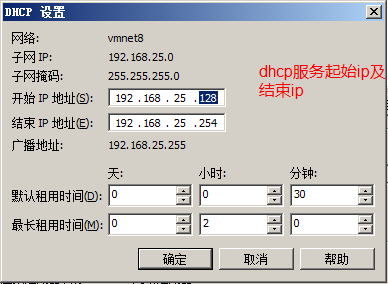 DHCP 设置
网络: vmnet8
子网 IP: 192.168.25.0
子网掩码: 255.255.255.0
开始 IP 地址(S): 192 .168 . 25 .128
结束 IP 地址(E): 192 .168 . 25 .254
广播地址: 192.168.25.255
dhcp服务起始ip及
结束ip
天: 小时: 分钟:
默认租用时间(D): 0 0 30
最长租用时间(M): 0 2 0
确定 取消 帮助